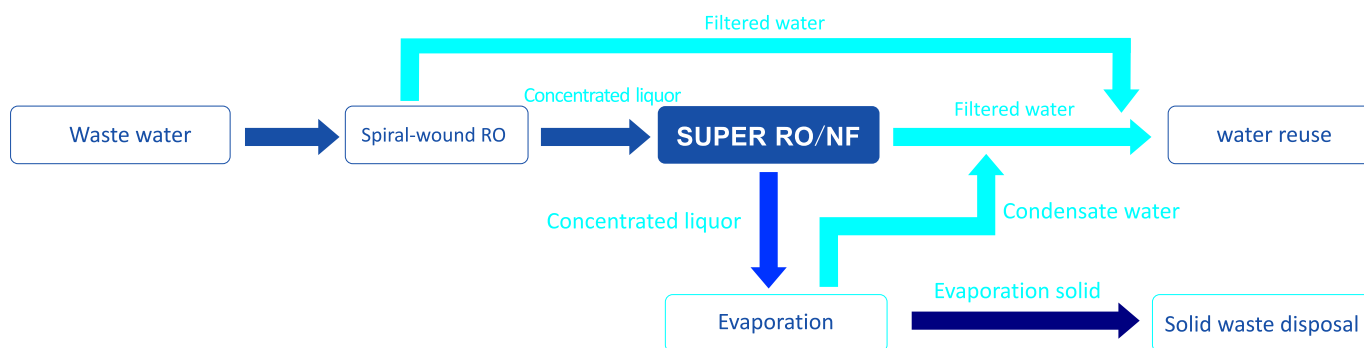 Filtered water
Concentrated liquor
Filtered water
Waste water
Spiral-wound RO
SUPER RO/NF
water reuse
Concentrated liquor
Condensate water
Evaporation solid
Evaporation
Solid waste disposal